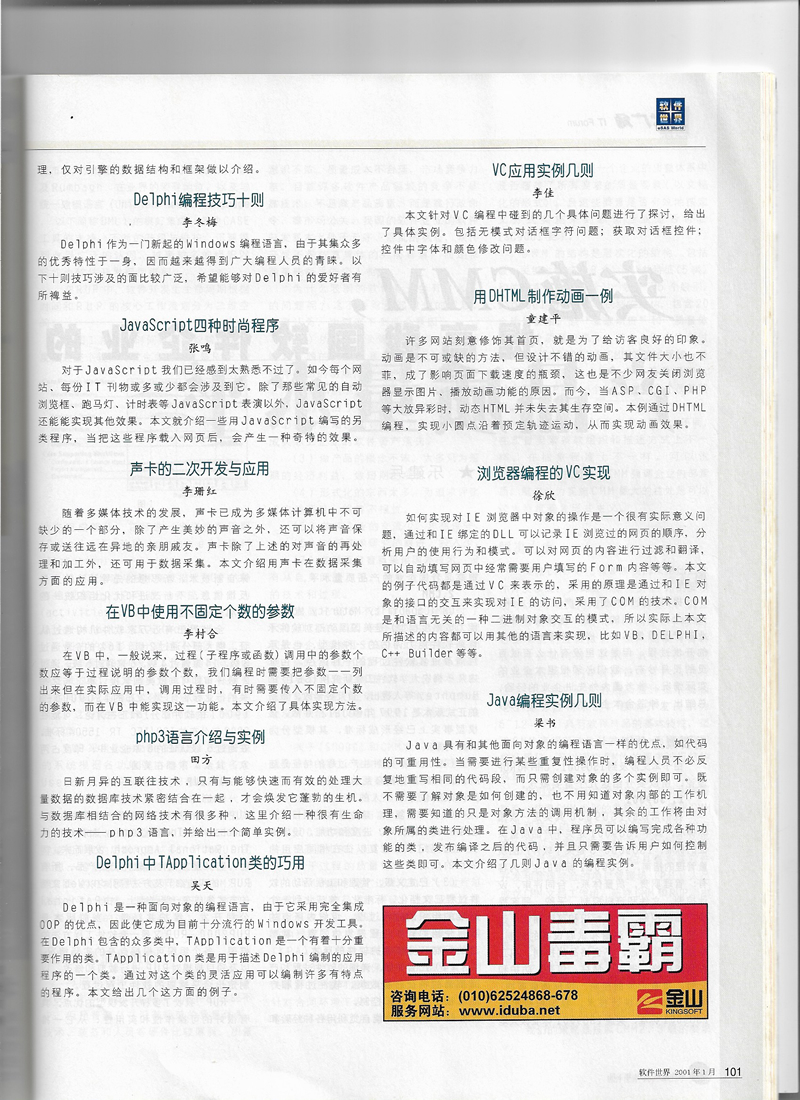 软件
世界
eSAS World
理，仅对引擎的数据结构和框架做以介绍。
Delphi编程技巧十则
李冬梅
Delphi 作为一门新起的Windows 编程语言，由于其集众多
的优秀特性于一身，因而越来越得到广大编程人员的青睐。以
下十则技巧涉及的面比较广泛，希望能够对Delphi的爱好者有
所裨益。
JavaScript四种时尚程序
张鸣
对于JavaScript 我们已经感到太熟悉不过了。如今每个网
站、每份IT 刊物或多或少都会涉及到它。除了那些常见的自动
浏览框、跑马灯、计时表等JavaScript 表演以外，JavaScript
还能能实现其他效果。本文就介绍一些用JavaScript 编写的另
类程序，当把这些程序载入网页后，会产生一种奇特的效果。
声卡的二次开发与应用
李珊红
随着多媒体技术的发展，声卡已成为多媒体计算机中不可
缺少的一个部分，除了产生美妙的声音之外，还可以将声音保
存或送往远在异地的亲朋戚友。声卡除了上述的对声音的再处
理和加工外，还可用于数据采集。本文介绍用声卡在数据采集
方面的应用。
在VB中使用不固定个数的参数
李村合
在VB 中，一般说来，过程(子程序或函数)调用中的参数个
数应等于过程说明的参数个数，我们编程时需要把参数一一列
出来但在实际应用中，调用过程时，有时需要传入不固定个数
的参数，而在VB 中能实现这一功能。本文介绍了具体实现方法。
php3语言介绍与实例
田方
日新月异的互联往技术，只有与能够快速而有效的处理大
量数据的数据库技术紧密结合在一起，才会焕发它蓬勃的生机。
与数据库相结合的网络技术有很多种，这里介绍一种很有生命
力的技术——php3 语言，并给出一个简单实例。
Delphi中TApplication类的巧用
吴天
Delphi 是一种面向对象的编程语言，由于它采用完全集成
OOP 的优点，因此使它成为目前十分流行的Windows 开发工具。
在Delphi 包含的众多类中，TApplication 是一个有着十分重
要作用的类。TApplication 类是用于描述Delphi 编制的应用
程序的一个类。通过对这个类的灵活应用可以编制许多有特点
的程序。本文给出几个这方面的例子。
VC应用实例几则
李佳
本文针对VC 编程中碰到的几个具体问题进行了探讨，给出
了具体实例。包括无模式对话框字符问题；获取对话框控件；
控件中字体和颜色修改问题。
用DHTML制作动画一例
童建平
许多网站刻意修饰其首页，就是为了给访客良好的印象。
动画是不可或缺的方法，但设计不错的动画，其文件大小也不
菲，成了影响页面下载速度的瓶颈，这也是不少网友关闭浏览
器显示图片、播放动画功能的原因。而今，当ASP、CGI、PHP
等大放异彩时，动态HTML 并未失去其生存空间。本例通过DHTML
编程，实现小圆点沿着预定轨迹运动，从而实现动画效果。
浏览器编程的VC实现
徐欣
如何实现对IE 浏览器中对象的操作是一个很有实际意义问
题，通过和IE 绑定的DLL 可以记录IE 浏览过的网页的顺序，分
析用户的使用行为和模式。可以对网页的内容进行过滤和翻译，
可以自动填写网页中经常需要用户填写的Form 内容等等。本文
的例子代码都是通过VC 来表示的，采用的原理是通过和IE 对
象的接口的交互来实现对IE 的访问，采用了COM 的技术。COM
是和语言无关的一种二进制对象交互的模式，所以实际上本文
所描述的内容都可以用其他的语言来实现，比如VB，DELPHI，
C++ Builder 等等。
Java编程实例几则
梁书
Java 具有和其他面向对象的编程语言一样的优点，如代码
的可重用性。当需要进行某些重复性操作时，编程人员不必反
复地重写相同的代码段，而只需创建对象的多个实例即可。既
不需要了解对象是如何创建的，也不用知道对象内部的工作机
理，需要知道的只是对象方法的调用机制，其余的工作将由对
象所属的类进行处理。在Java 中，程序员可以编写完成各种功
能的类，发布编译之后的代码，并且只需要告诉用户如何控制
这些类即可。本文介绍了几则Java 的编程实例。
金山毒霸
咨询电话：(010)62524868-678
服务网站：www.iduba.net
金山
KINGSOFT
软件世界 2001年1月 101